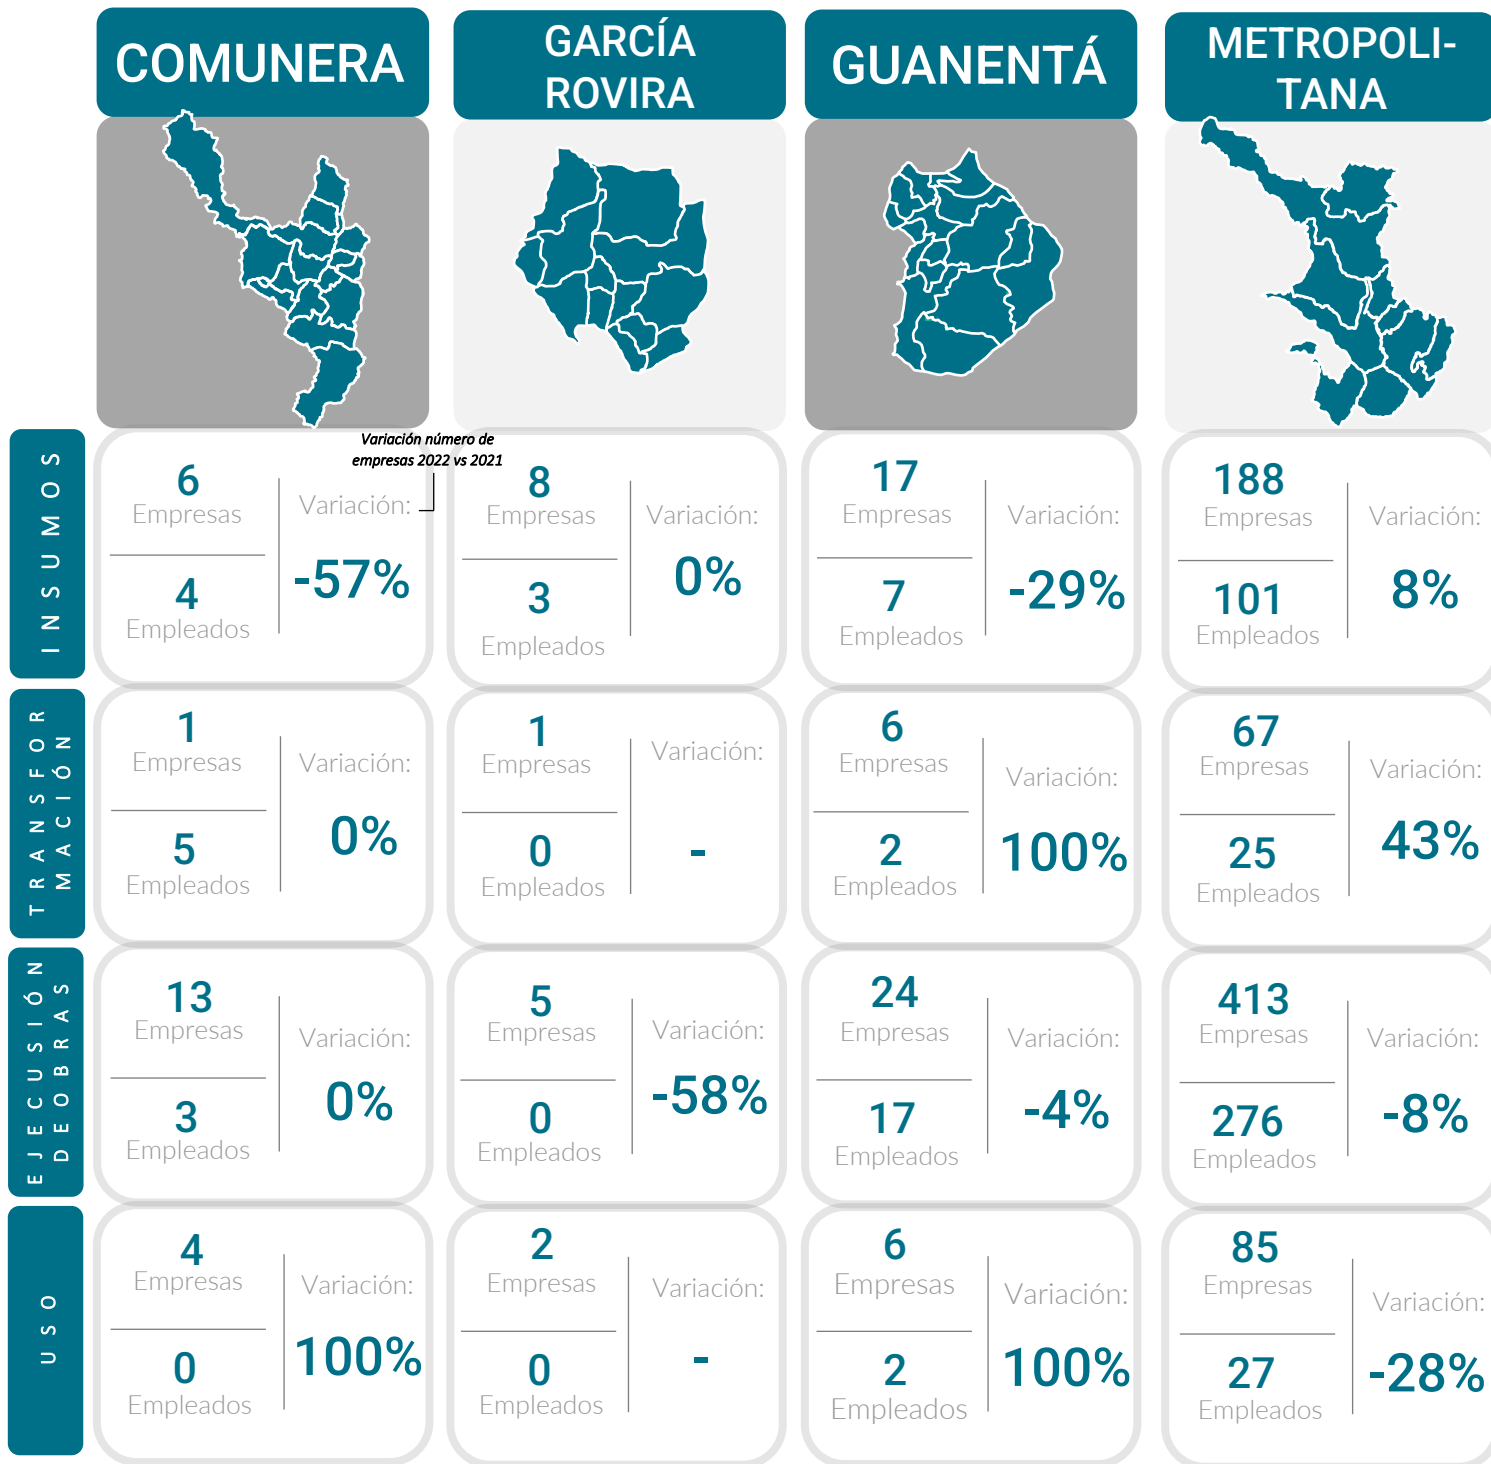 COMUNERA
GARCÍA
ROVIRA
GUANENTÁ
METROPOLI-
TANA
INSUMOS
Variación número de
empresas 2022 vs 2021
6
Empresas
4
Empleados
Variación:
-57%
8
Empresas
3
Empleados
Variación:
0%
17
Empresas
7
Empleados
Variación:
-29%
188
Empresas
101
Empleados
Variación:
8%
TRANSFOR
MACIÓN
1
Empresas
5
Empleados
Variación:
0%
1
Empresas
0
Empleados
Variación:
-
6
Empresas
2
Empleados
Variación:
100%
67
Empresas
25
Empleados
Variación:
43%
EJECUSIÓN
DE OBRAS
13
Empresas
3
Empleados
Variación:
0%
5
Empresas
0
Empleados
Variación:
-58%
24
Empresas
17
Empleados
Variación:
-4%
413
Empresas
276
Empleados
Variación:
-8%
USO
4
Empresas
0
Empleados
Variación:
100%
2
Empresas
0
Empleados
Variación:
-
6
Empresas
2
Empleados
Variación:
100%
85
Empresas
27
Empleados
Variación:
-28%